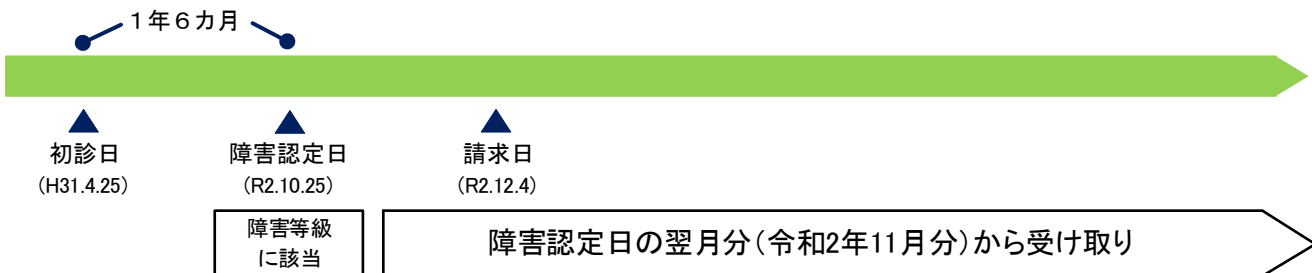 １年６カ月
初診日
（H31.4.25）
障害認定日
（R2.10.25）
請求日
（R2.12.4）
障害等級
に該当
障害認定日の翌月分（令和2年11月分）から受け取り